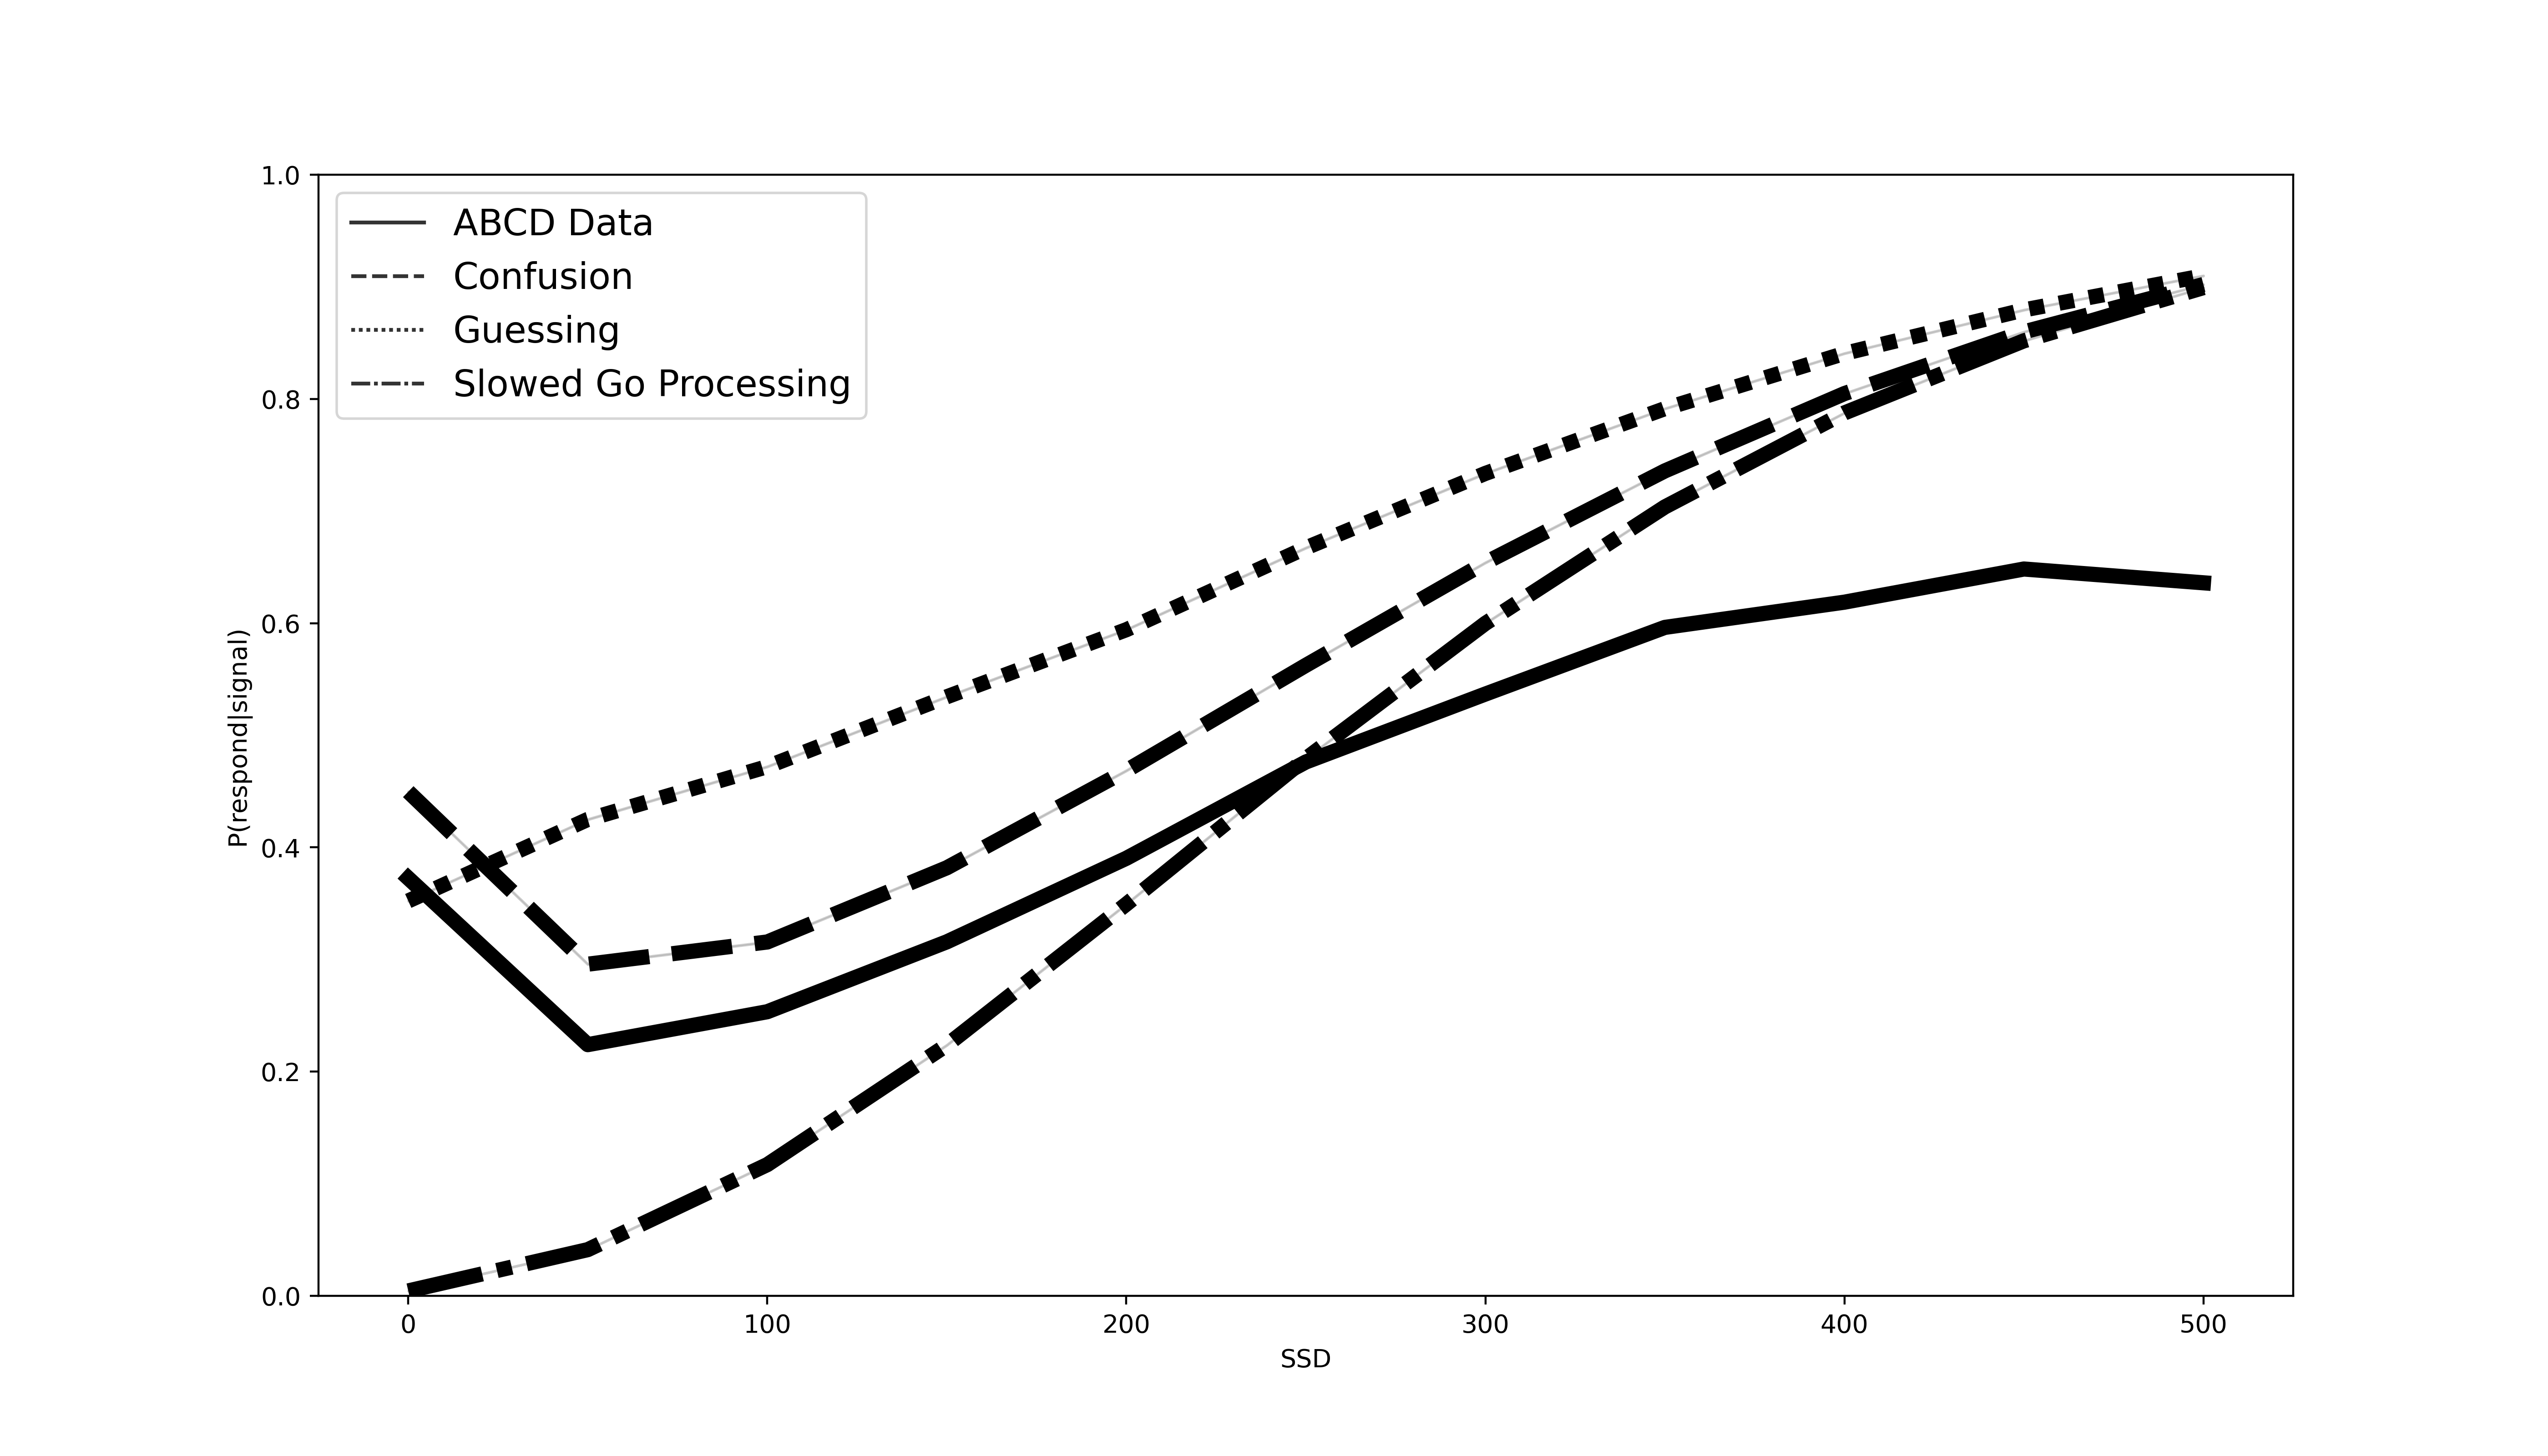 ABCD Data
Confusion
Guessing
Slowed Go Processing
1.0
0.8
0.6
0.4
0.2
0.0
P(respond|signal)
0 100 200 300 400 500
SSD